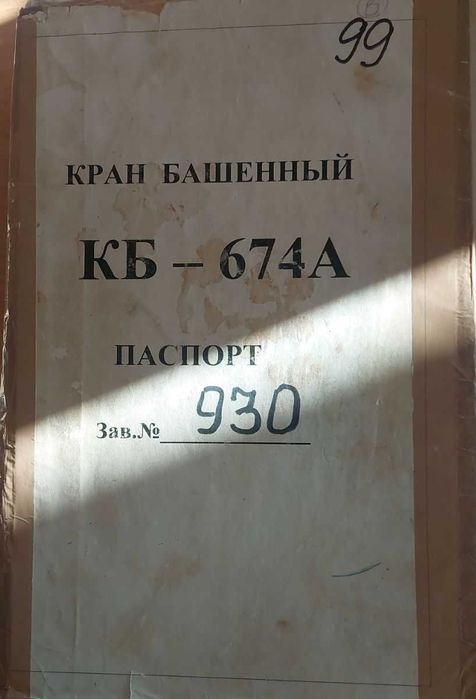 99
КРАН БАШЕННЫЙ
КБ – 674А
ПАСПОРТ
Зав.№ 930